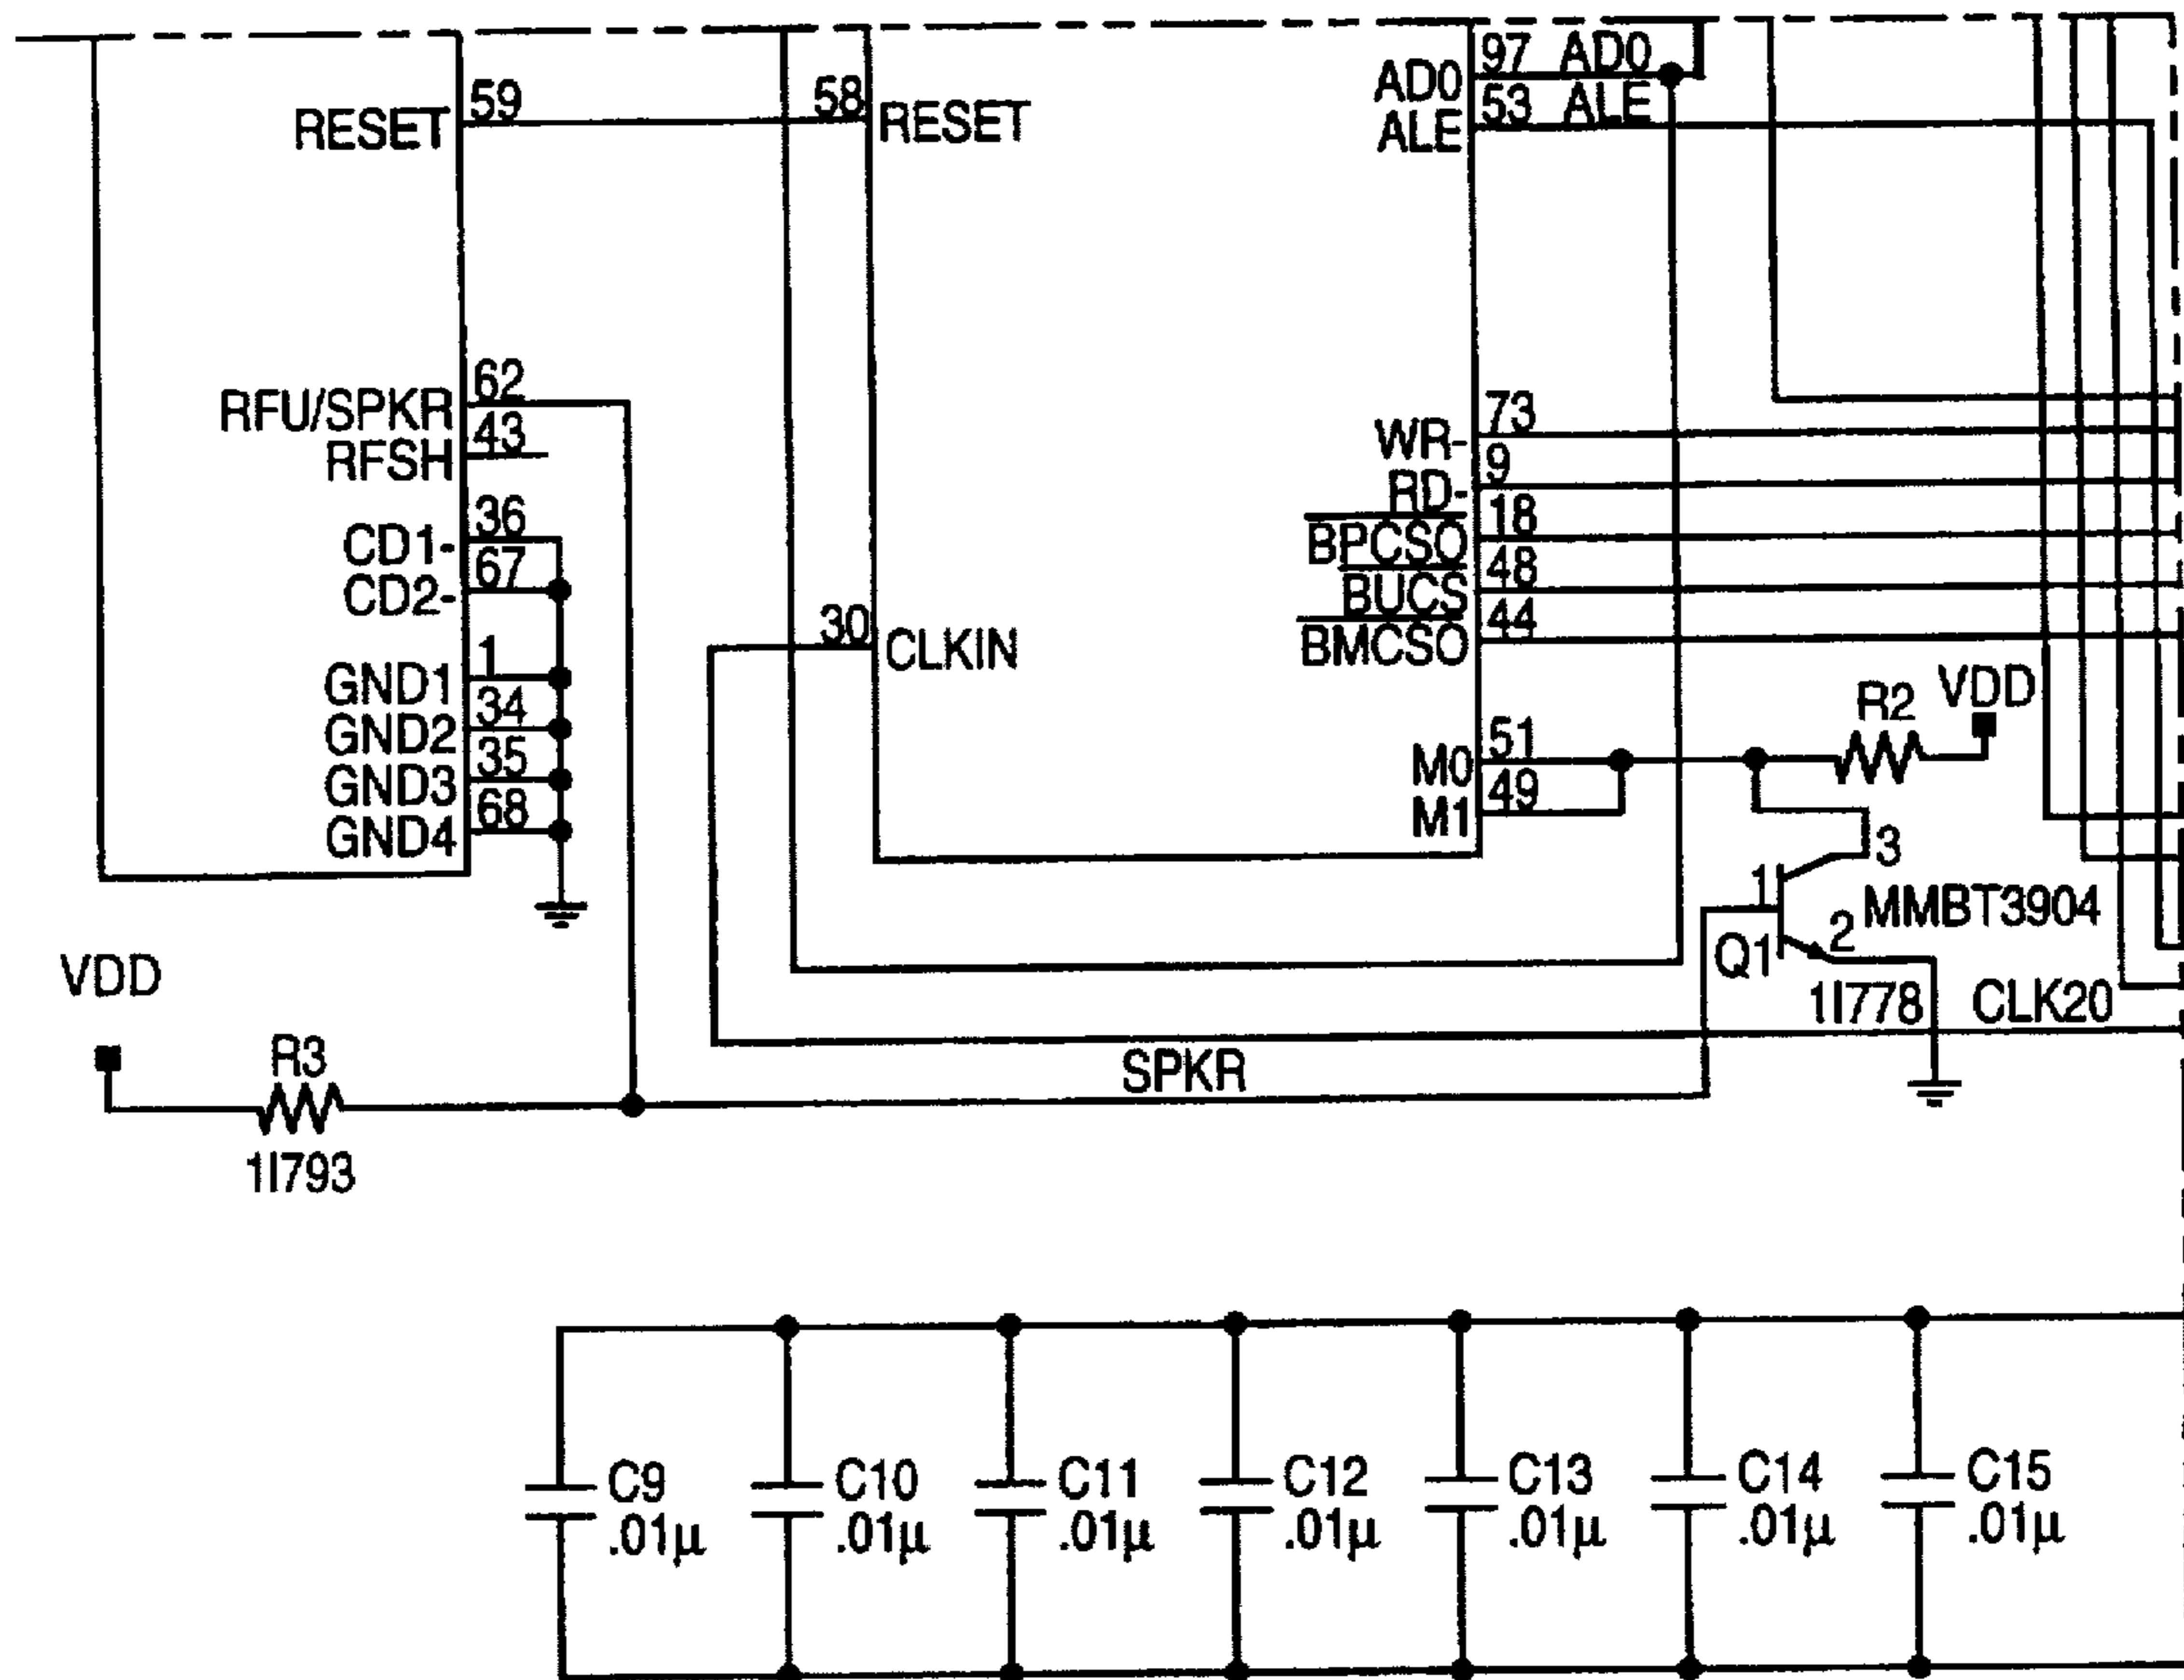 RESET
59
58
RESET
97
AD0
AD0
53
ALE
ALE
62
RFU/SPKR
43
RFSH
36
CD1-
67
CD2-
1
GND1
34
GND2
35
GND3
68
GND4
30
CLKIN
73
WR-
9
RD-
18
BPCSO
48
BUCS
44
BMCSO
R2
VDD
51
M0
49
M1
3
1
MMBT3904
2
Q1
1I778
CLK20
VDD
R3
1I793
SPKR
C9
.01μ
C10
.01μ
C11
.01μ
C12
.01μ
C13
.01μ
C14
.01μ
C15
.01μ